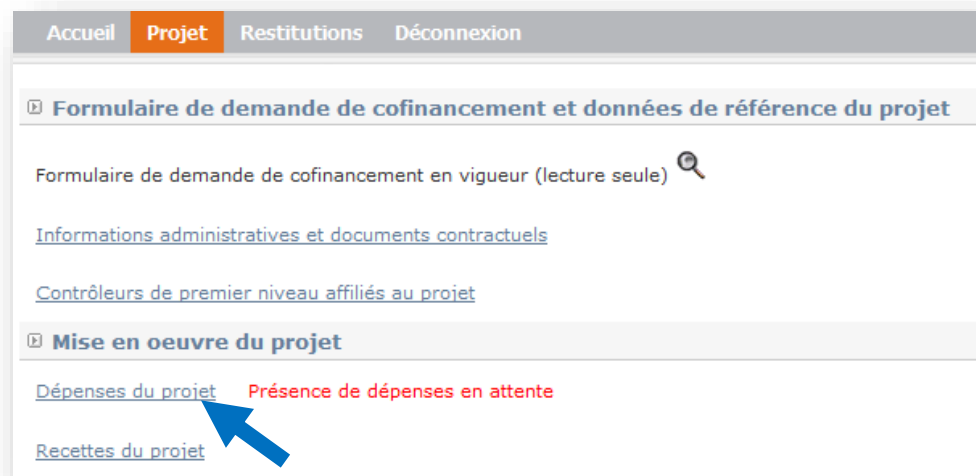 Accueil Projet Restitutions Déconnexion
Formulaire de demande de cofinancement et données de référence du projet
Formulaire de demande de cofinancement en vigueur (lecture seule)
Informations administratives et documents contractuels
Contrôleurs de premier niveau affiliés au projet
Mise en oeuvre du projet
Dépenses du projet Présence de dépenses en attente
Recettes du projet